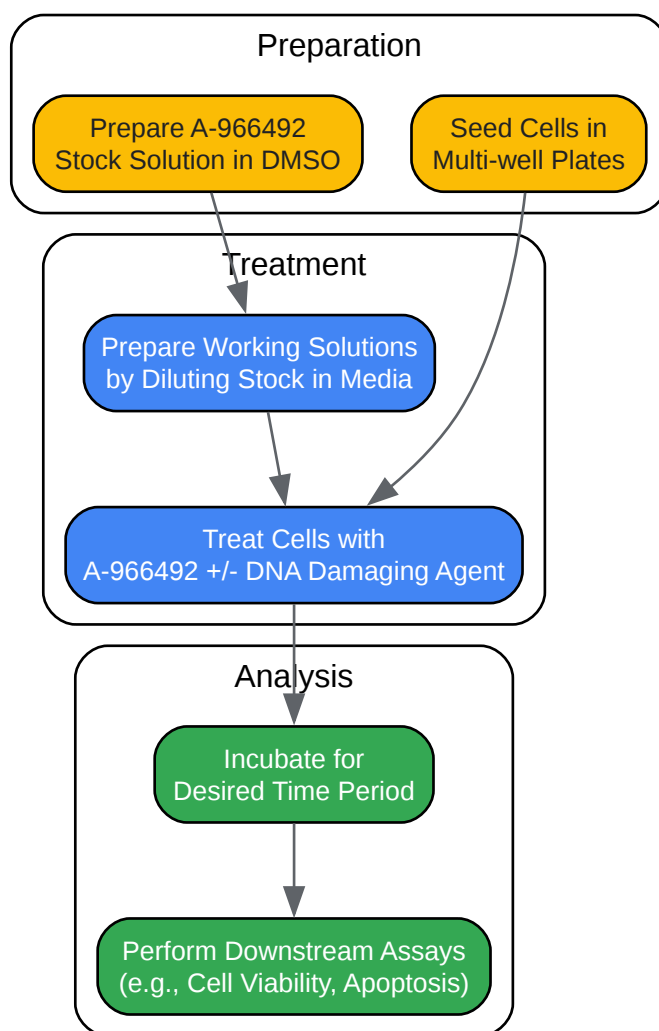 Preparation
Prepare A-966492
Stock Solution in DMSO
Seed Cells in
Multi-well Plates
Treatment
Prepare Working Solutions
by Diluting Stock in Media
Treat Cells with
A-966492 +/- DNA Damaging Agent
Analysis
Incubate for
Desired Time Period
Perform Downstream Assays
(e.g., Cell Viability, Apoptosis)